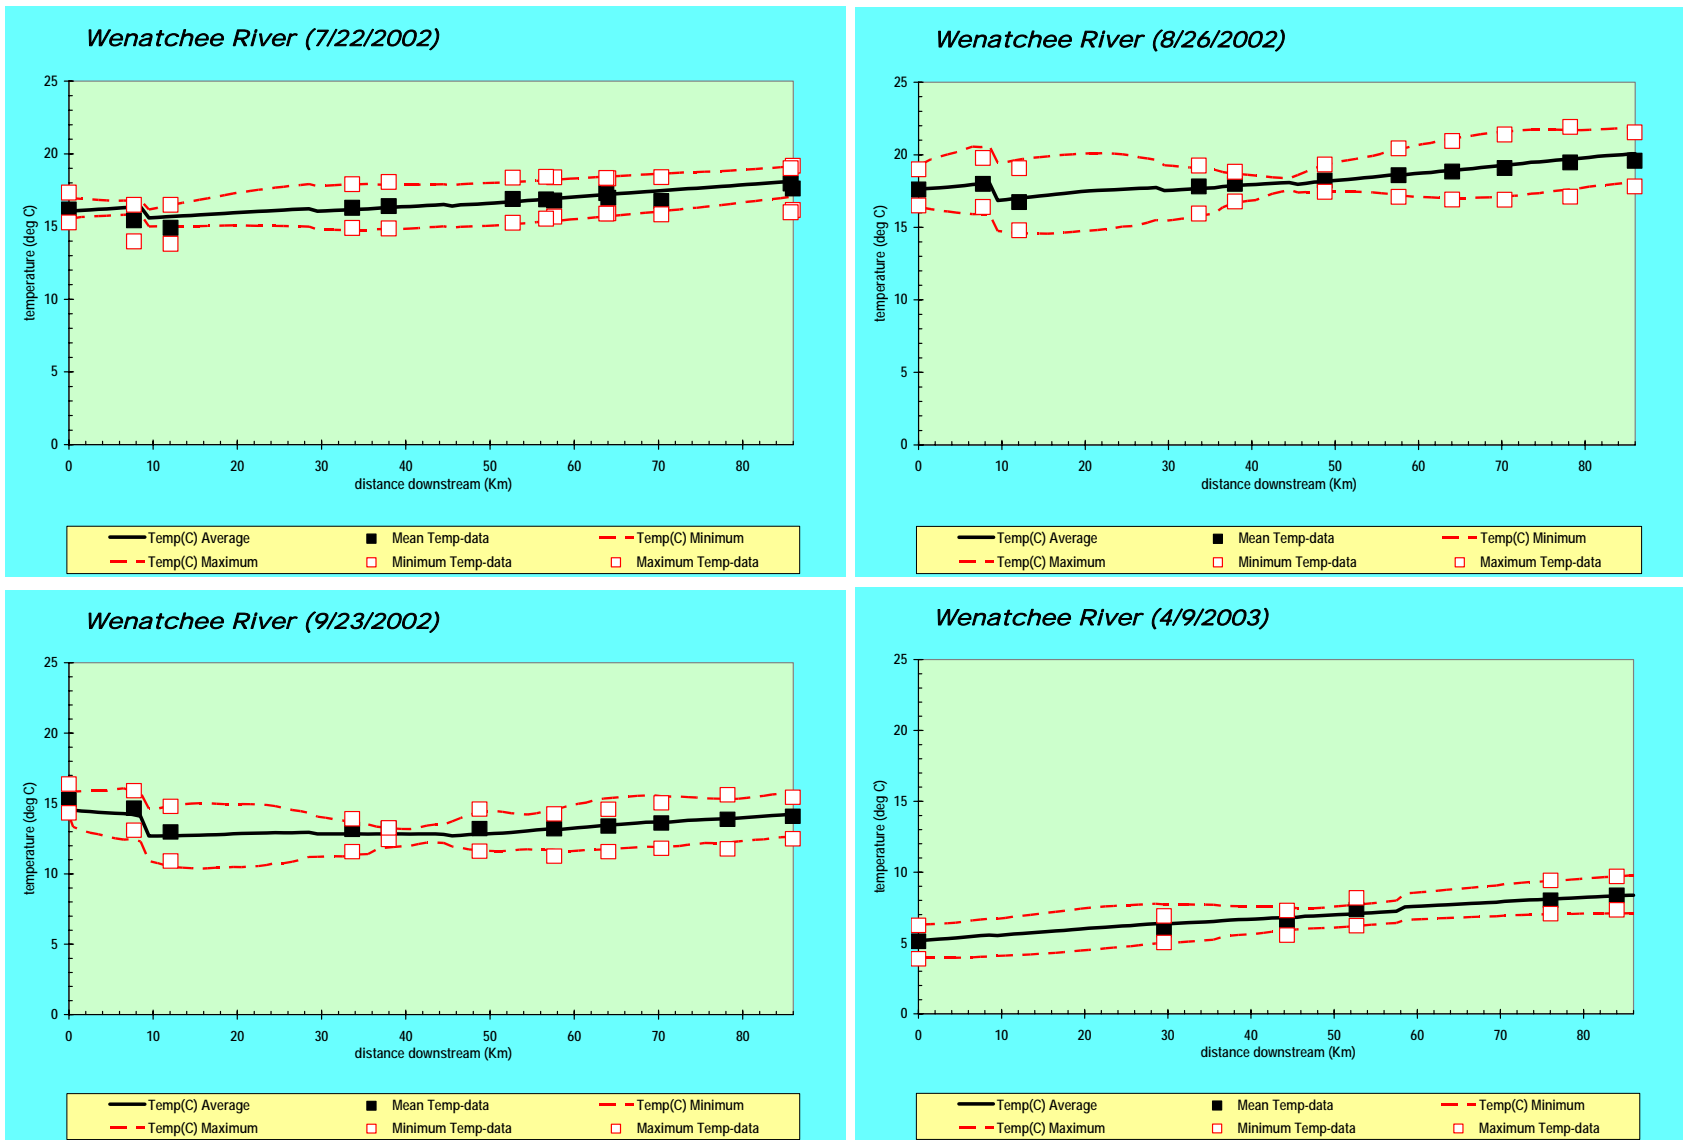 Wenatchee River (7/22/2002)
25
20
15
10
5
0
temperature (deg C)
0 10 20 30 40 50 60 70 80
distance downstream (Km)
Temp(C) Average Mean Temp-data Temp(C) Minimum
Temp(C) Maximum Minimum Temp-data Maximum Temp-data
Wenatchee River (8/26/2002)
25
20
15
10
5
0
temperature (deg C)
0 10 20 30 40 50 60 70 80
distance downstream (Km)
Temp(C) Average Mean Temp-data Temp(C) Minimum
Temp(C) Maximum Minimum Temp-data Maximum Temp-data
Wenatchee River (9/23/2002)
25
20
15
10
5
0
temperature (deg C)
0 10 20 30 40 50 60 70 80
distance downstream (Km)
Temp(C) Average Mean Temp-data Temp(C) Minimum
Temp(C) Maximum Minimum Temp-data Maximum Temp-data
Wenatchee River (4/9/2003)
25
20
15
10
5
0
temperature (deg C)
0 10 20 30 40 50 60 70 80
distance downstream (Km)
Temp(C) Average Mean Temp-data Temp(C) Minimum
Temp(C) Maximum Minimum Temp-data Maximum Temp-data